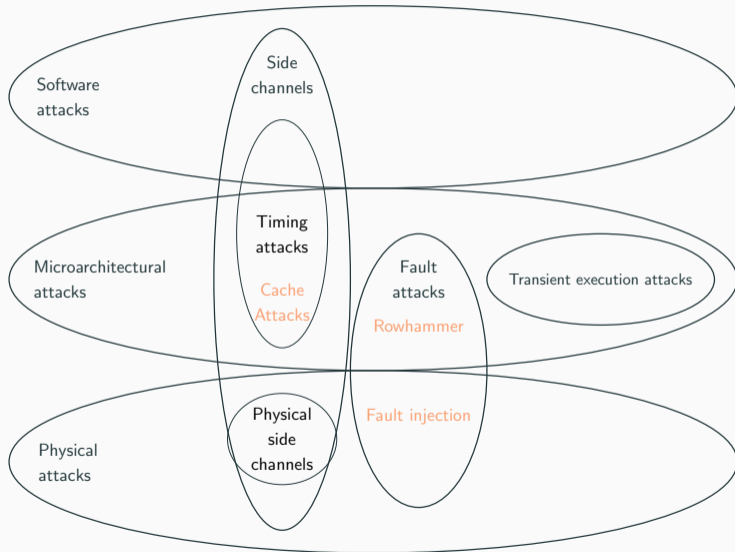 Side
channels
Software
attacks
Timing
attacks
Cache
Attacks
Microarchitectural
attacks
Fault
attacks
Rowhammer
Transient execution attacks
Physical
side
channels
Fault injection
Physical
attacks